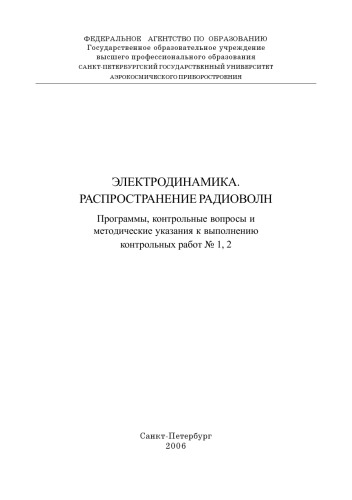 ФЕДЕРАЛЬНОЕ АГЕНТСТВО ПО ОБРАЗОВАНИЮ
Государственное образовательное учреждение
высшего профессионального образования
САНКТ-ПЕТЕРБУРГСКИЙ ГОСУДАРСТВЕННЫЙ УНИВЕРСИТЕТ
АЭРОКОСМИЧЕСКОГО ПРИБОРОСТРОЕНИЯ
ЭЛЕКТРОДИНАМИКА.
РАСПРОСТРАНЕНИЕ РАДИОВОЛН
Программы, контрольные вопросы и
методические указания к выполнению
контрольных работ № 1, 2
Санкт-Петербург
2006